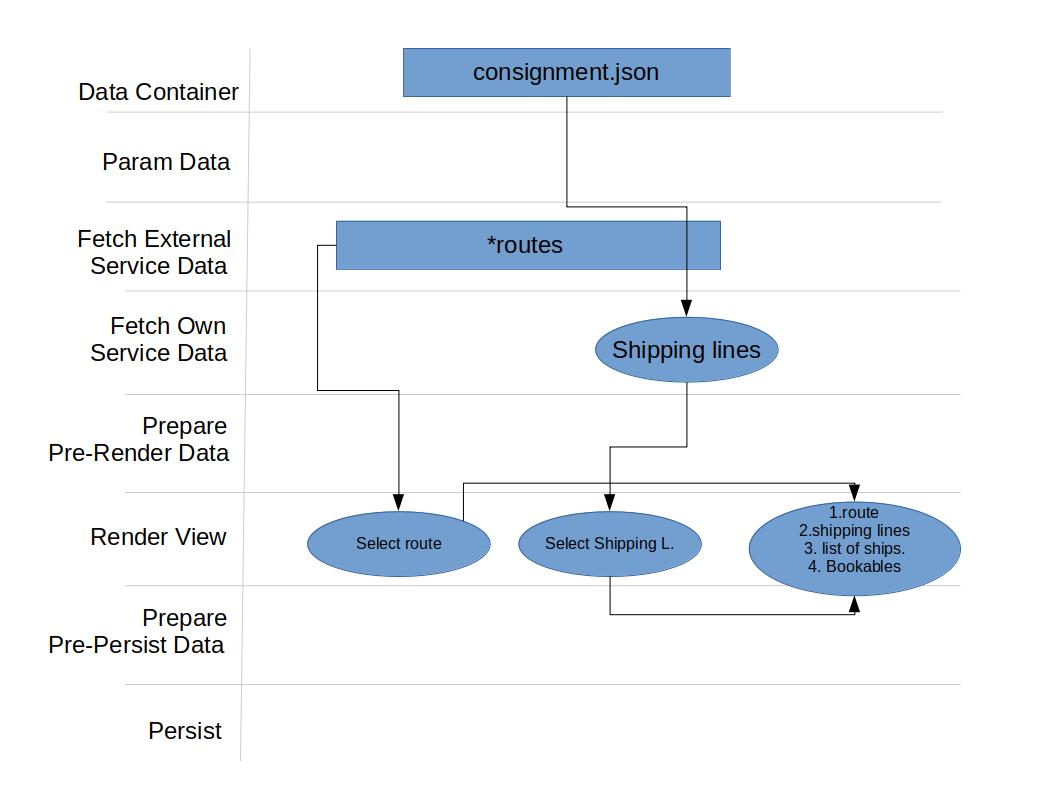 consignment.json
Data Container
Param Data
Fetch External
Service Data
*routes
Fetch Own
Service Data
Shipping lines
Prepare
Pre-Render Data
Render View
Select route
Select Shipping L.
1.route
2.shipping lines
3. list of ships.
4. Bookables
Prepare
Pre-Persist Data
Persist